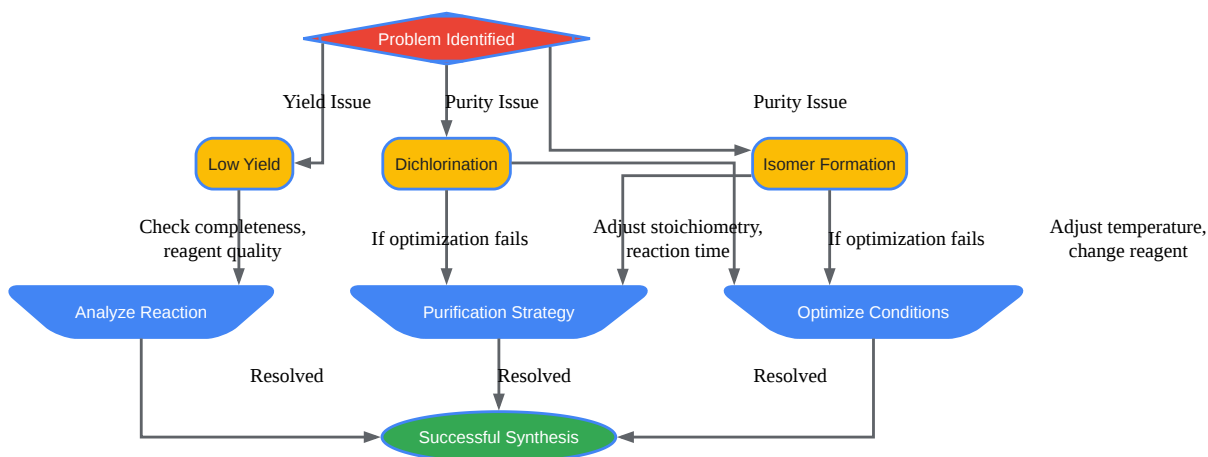 Problem Identified
Yield Issue
Purity Issue
Purity Issue
Low Yield
Dichlorination
Isomer Formation
Check completeness,
reagent quality
If optimization fails
Adjust stoichiometry,
reaction time
If optimization fails
Adjust temperature,
change reagent
Analyze Reaction
Purification Strategy
Optimize Conditions
Resolved
Resolved
Resolved
Successful Synthesis